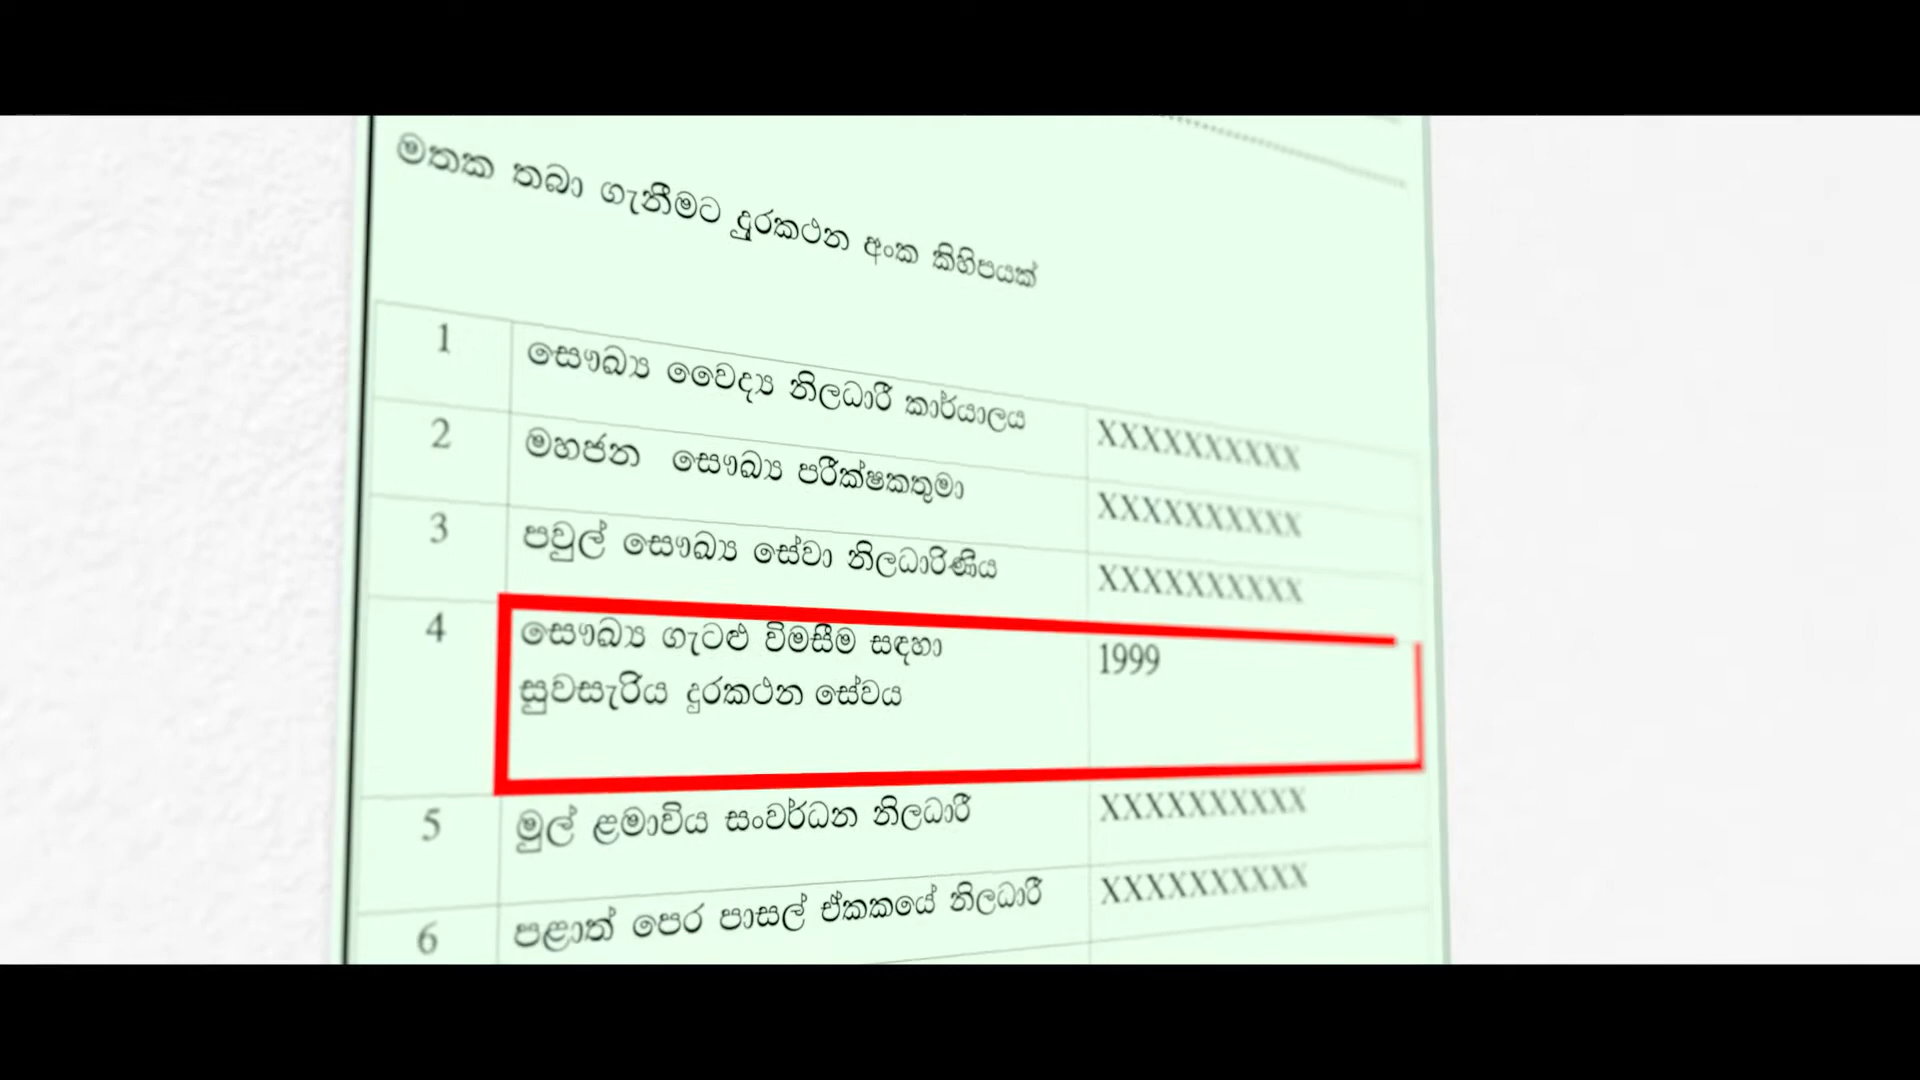 මතක තබා ගැනීමට දුරකථන අංක කිහිපයක්
1 සෞඛ්‍ය වෛද්‍ය නිලධාරී කාර්යාලය XXXXXXXXXX
2 මහජන සෞඛ්‍ය පරීක්ෂකතුමා XXXXXXXXXX
3 පවුල් සෞඛ්‍ය සේවා නිලධාරිණිය XXXXXXXXXX
4 සෞඛ්‍ය ගැටළු විමසීම සඳහා 1999
සුවසැරිය දුරකථන සේවය
5 මුල් ළමාවිය සංවර්ධන නිලධාරී XXXXXXXXXX
6 පළාත් පෙර පාසල් ඒකකයේ නිලධාරී XXXXXXXXXX